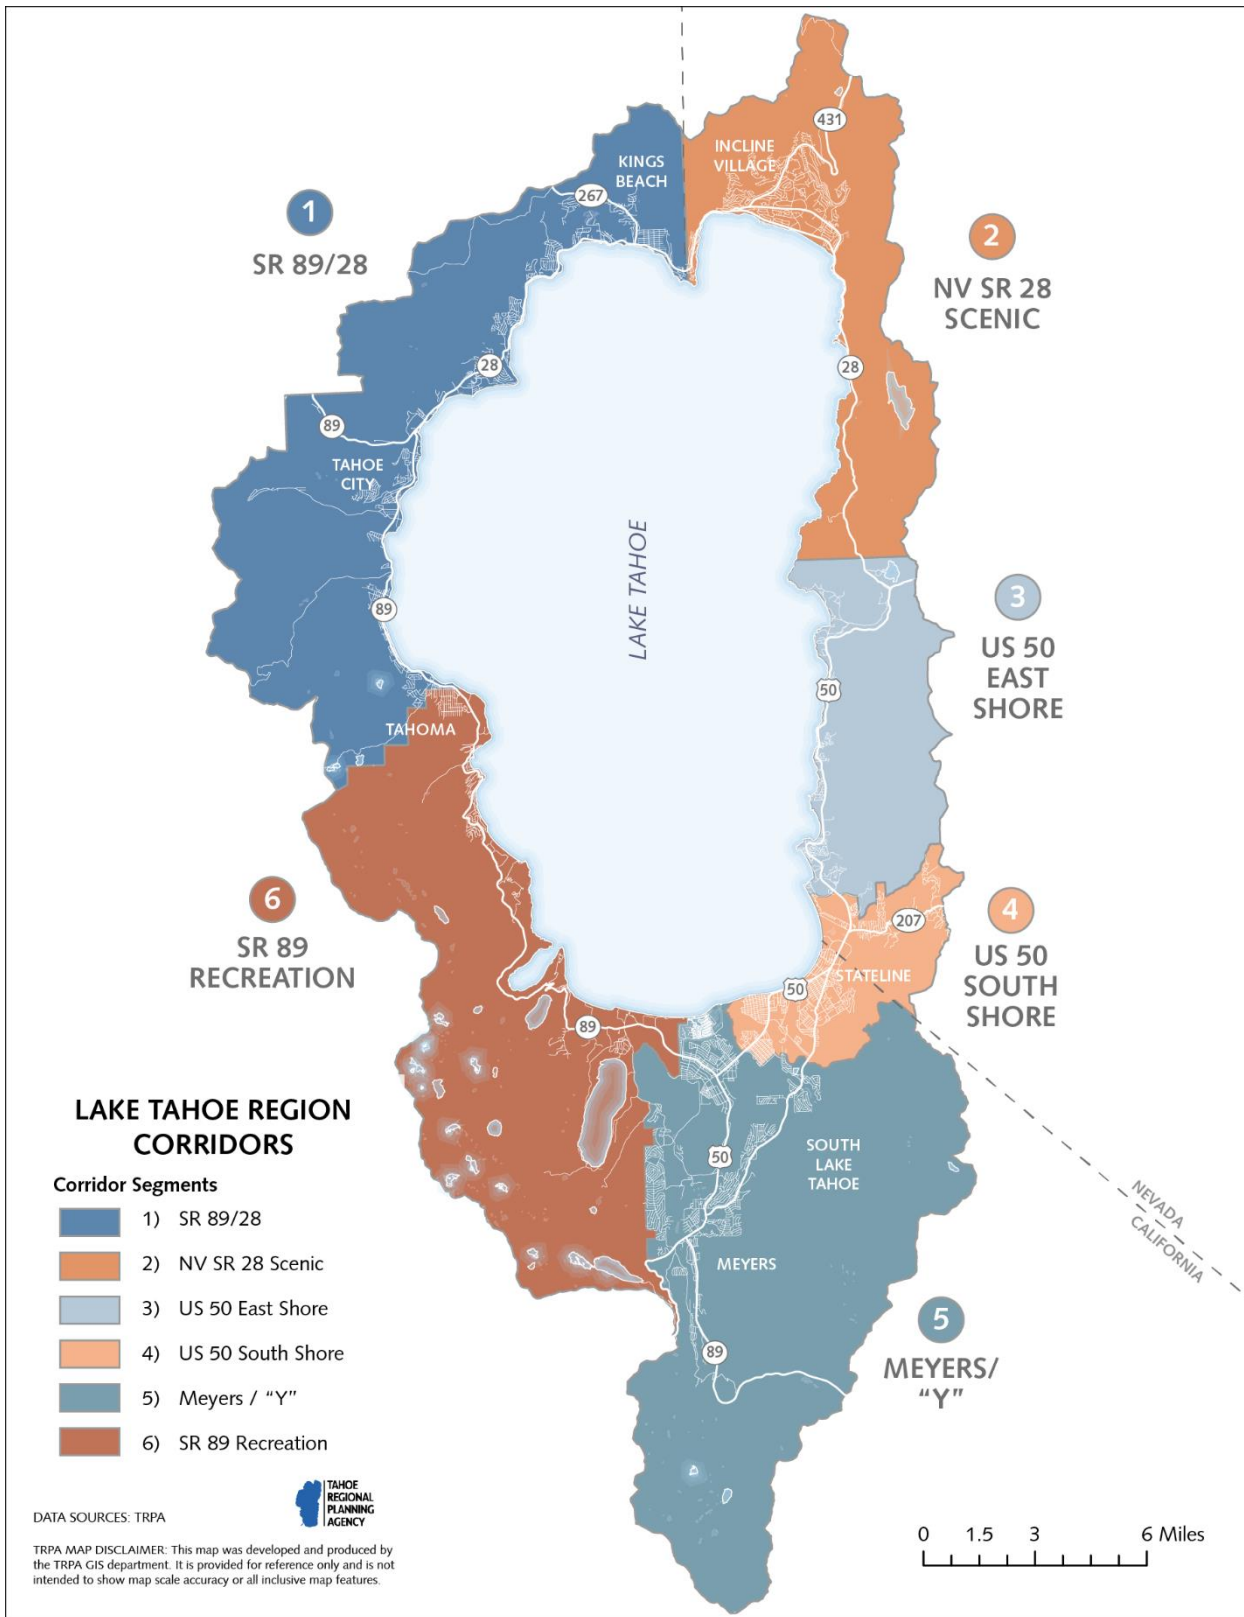 KINGS
BEACH
INCLINE
VILLAGE
431
267
1
SR 89/28
2
NV SR 28
SCENIC
28
28
89
TAHOE
CITY
LAKE TAHOE
89
3
US 50
EAST
SHORE
50
TAHOMA
6
SR 89
RECREATION
207
4
US 50
SOUTH
SHORE
STATELINE
50
89
50
SOUTH
LAKE
TAHOE
MEYERS
NEVADA
CALIFORNIA
89
5
MEYERS/
“Y”
LAKE TAHOE REGION
CORRIDORS
Corridor Segments
1) SR 89/28
2) NV SR 28 Scenic
3) US 50 East Shore
4) US 50 South Shore
5) Meyers / “Y”
6) SR 89 Recreation
DATA SOURCES: TRPA
TAHOE
REGIONAL
PLANNING
AGENCY
TRPA MAP DISCLAIMER: This map was developed and produced by
the TRPA GIS department. It is provided for reference only and is not
intended to show map scale accuracy or all inclusive map features.
0 1.5 3 6 Miles